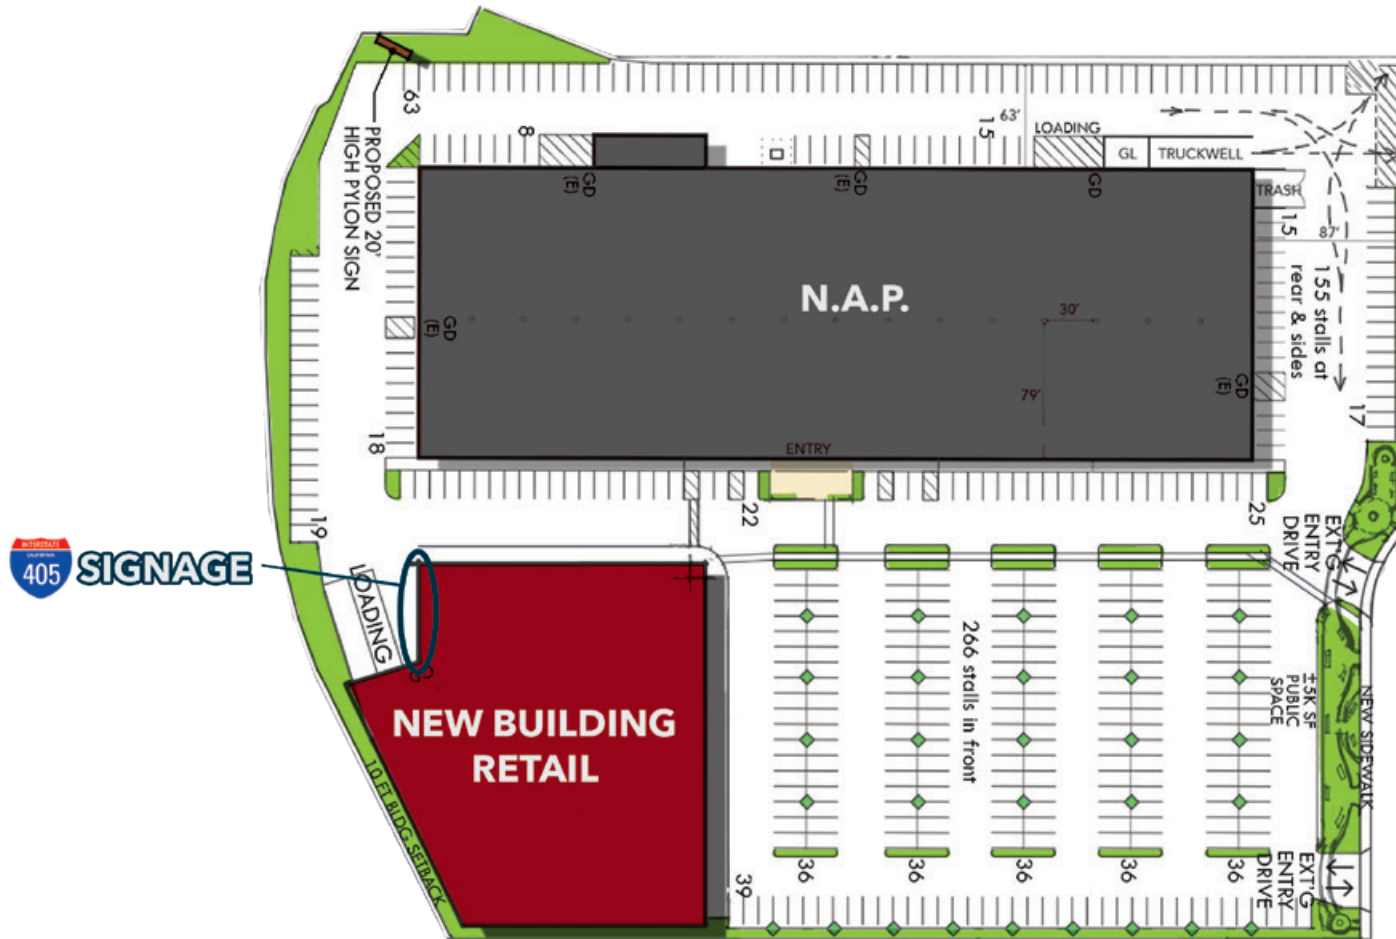 63
PROPOSED 20'
HIGH PYLON SIGN
8
15
63'
LOADING
GL
TRUCKWELL
TRASH
GD
(E)
GD
(E)
GD
15
87'
155 stalls at
rear & sides
N.A.P.
30'
79'
GD
(E)
GD
(E)
17
18
ENTRY
19
22
25
EXT'G
ENTRY
DRIVE
INTERSTATE
CALIFORNIA
405
SIGNAGE
LOADING
266 stalls in front
±5K SF
PUBLIC
SPACE
NEW SIDEWALK
NEW BUILDING
RETAIL
10 FT BLDG SETBACK
36
36
36
36
36
39
EXT'G
ENTRY
DRIVE